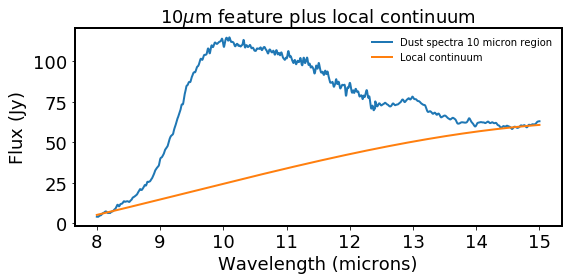 10μm feature plus local continuum
Dust spectra 10 micron region
Local continuum
Flux (Jy)
100
75
50
25
0
8 9 10 11 12 13 14 15
Wavelength (microns)